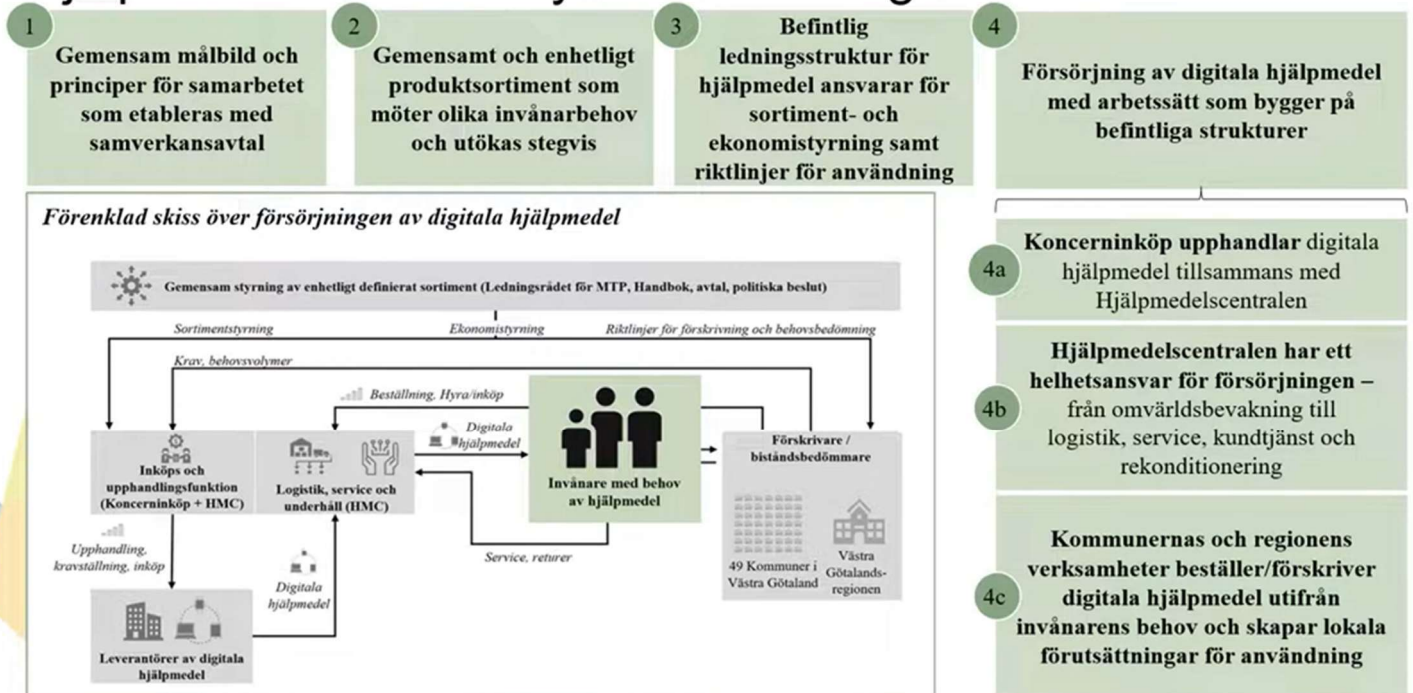 1
Gemensam målbild och
principer för samarbetet
som etableras med
samverkansavtal
2
Gemensamt och enhetligt
produktsortiment som
möter olika invånarbehov
och utökas stegvis
3
Befintlig
ledningsstruktur för
hjälpmedel ansvarar för
sortiment- och
ekonomistyrning samt
riktlinjer för användning
4
Försörjning av digitala hjälpmedel
med arbetssätt som bygger på
befintliga strukturer
Förenklad skiss över försörjningen av digitala hjälpmedel
Gemensam styrning av enhetligt definierat sortiment (Ledningsrådet för MTP, Handbok, avtal, politiska beslut)
Sortimentstyrning
Ekonomistyrning
Riktlinjer för förskrivning och behovsbedömning
Krav, behovsvolymer
Beställning, Hyra/inköp
Digitala
hjälpmedel
Inköps och
upphandlingsfunktion
(Koncerninköp + HMC)
Logistik, service och
underhåll (HMC)
Invånare med behov
av hjälpmedel
Förskrivare /
biståndsbedömmare
49 Kommuner i
Västra Götaland
Västra
Götalands-
regionen
Service, returer
Upphandling,
kravställning, inköp
Digitala
hjälpmedel
Leverantörer av digitala
hjälpmedel
4a
Koncerninköp upphandlar digitala
hjälpmedel tillsammans med
Hjälpmedelscentralen
4b
Hjälpmedelscentralen har ett
helhetsansvar för försörjningen –
från omvärldsbevakning till
logistik, service, kundtjänst och
rekonditionering
4c
Kommunernas och regionens
verksamheter beställer/förskriver
digitala hjälpmedel utifrån
invånarens behov och skapar lokala
förutsättningar för användning